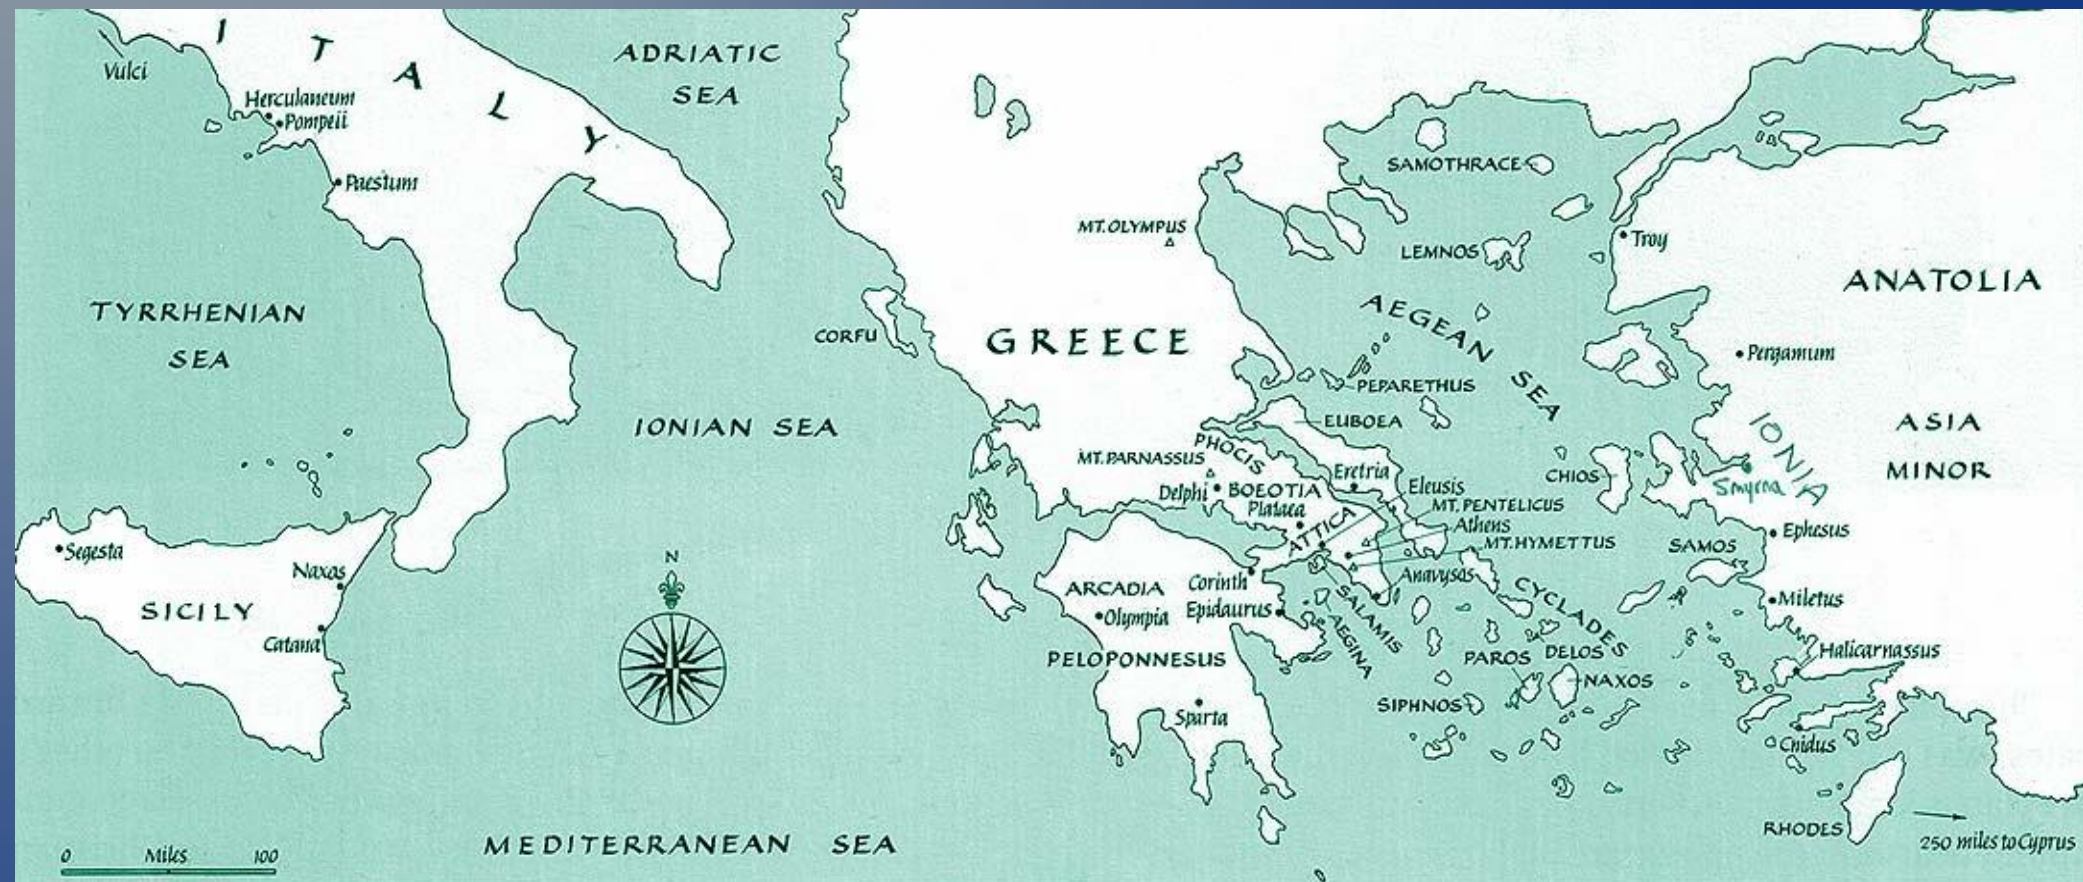 ITALY
ADRIATIC
SEA
Vulci
Herculaneum
Pompeii
Paestum
SAMOTHRACE
MT. OLYMPUS
LEMNOS
Troy
ANATOLIA
TYRRHENIAN
SEA
CORFU
GREECE
AEGEAN SEA
Pergamum
PEPARETHUS
IONIAN SEA
EUBOEA
IONIA
ASIA
MINOR
PHOCIS
MT. PARNASSUS
Eretria
CHIOS
Smyrna
Delphi
BOEOTIA
Eleusis
Plataea
MT. PENTELICUS
ATTICA
Athens
Ephesus
MT. HYMETTUS
SAMOS
Segesta
Naxos
N
ARCADIA
Corinth
Anavysos
CYCLADES
Miletus
SICILY
Olympia
Epidaurus
SALAMIS
AEGINA
Catana
PELOPONNESUS
PAROS
DELOS
Halicarnassus
NAXOS
SIPHNOS
Sparta
Cnidus
RHODES
MEDITERRANEAN SEA
0 Miles 100
250 miles to Cyprus